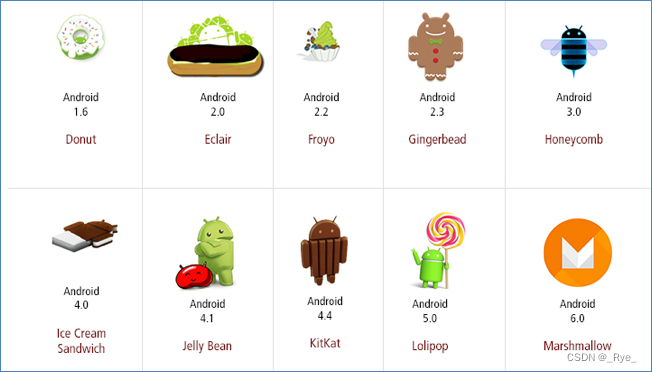 Android
1.6
Donut
Android
2.0
Eclair
Android
2.2
Froyo
Android
2.3
Gingerbead
Android
3.0
Honeycomb
Android
4.0
Ice Cream
Sandwich
Android
4.1
Jelly Bean
Android
4.4
KitKat
Android
5.0
Lolipop
Android
6.0
Marshmallow
CSDN @_Rye_